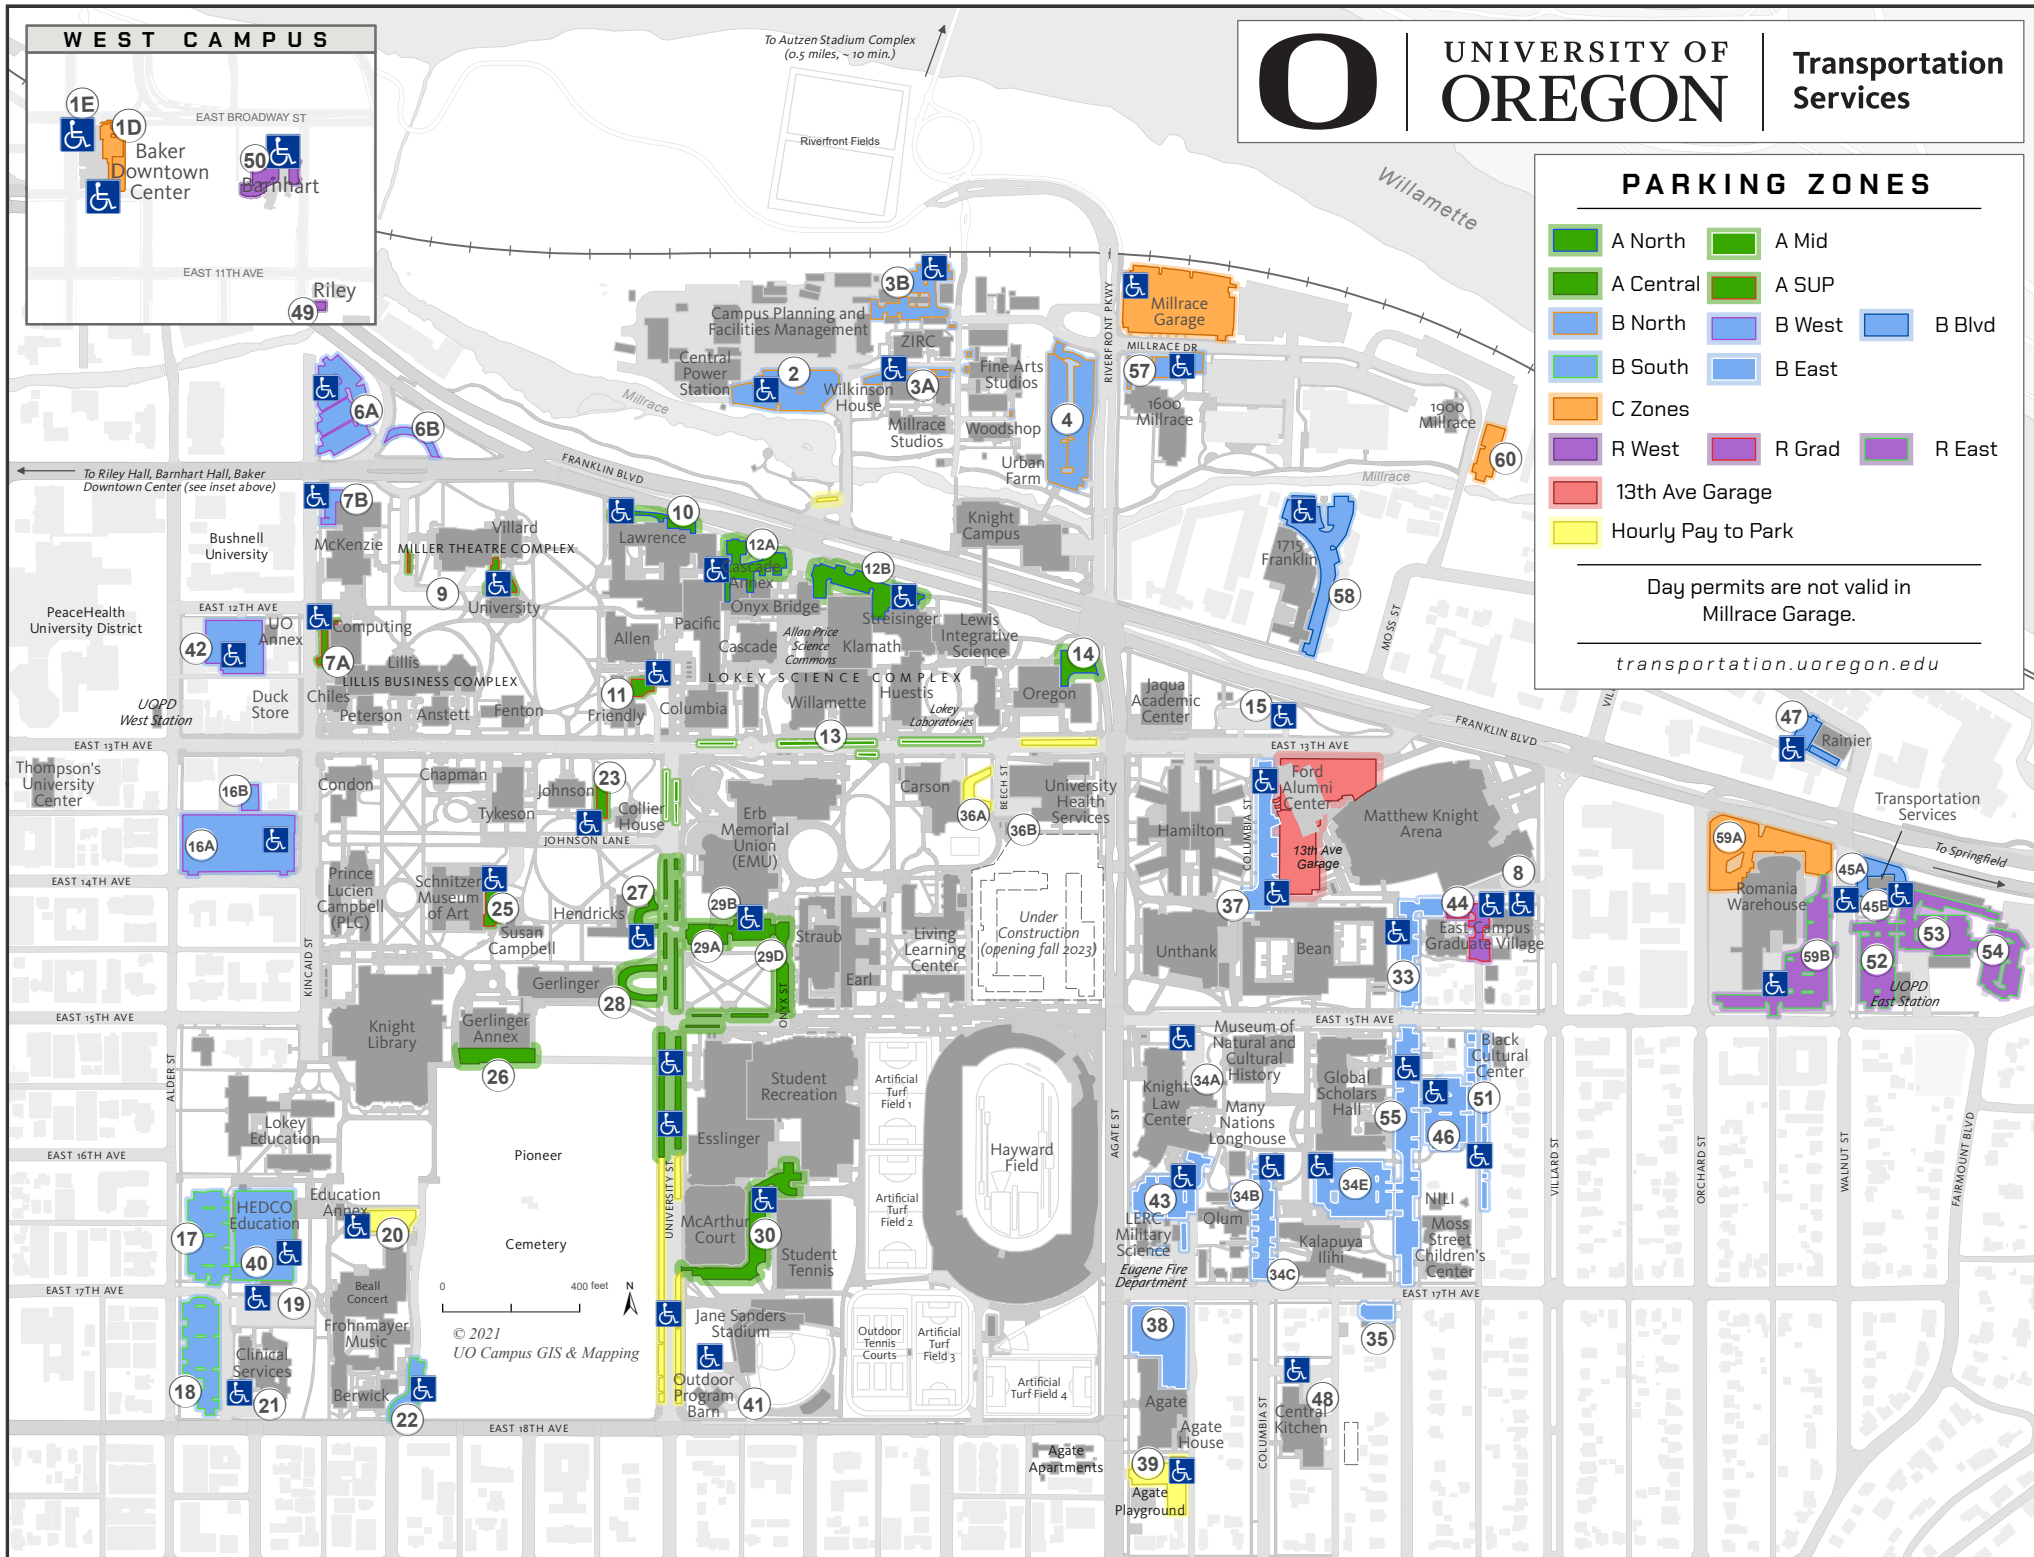 WEST CAMPUS
1E
1D
EAST BROADWAY ST
Baker
Downtown
Center
50
Barnhart
EAST 11TH AVE
Riley
49
To Autzen Stadium Complex
(0.5 miles, ~ 10 min.)
Riverfront Fields
Willamette
UNIVERSITY OF
OREGON
Transportation
Services
PARKING ZONES
A North
A Mid
A Central
A SUP
B North
B West
B Blvd
B South
B East
C Zones
R West
R Grad
R East
13th Ave Garage
Hourly Pay to Park
Day permits are not valid in
Millrace Garage.
transportation.uoregon.edu
3B
Campus Planning and
Facilities Management
ZIRC
Central
Power
Station
2
Wilkinson
House
3A
Fine Arts
Studios
Millrace
Studios
Woodshop
Urban
Farm
4
RIVERFRONT PKWY
Millrace
Garage
MILLRACE DR
57
1600
Millrace
1900
Millrace
60
Millrace
Millrace
6A
6B
To Riley Hall, Barnhart Hall, Baker
Downtown Center (see inset above)
FRANKLIN BLVD
7B
McKenzie
Bushnell
University
Villard
MILLER THEATRE COMPLEX
9
University
10
Lawrence
12A
Cascade
Annex
12B
Onyx Bridge
Streisinger
Knight
Campus
1715
Franklin
58
MOSS ST
PeaceHealth
University District
EAST 12TH AVE
42
UO
Annex
Computing
7A
Lillis
LILLIS BUSINESS COMPLEX
Chiles
Duck
Store
Peterson
Anstett
Fenton
UOPD
West Station
Allen
Pacific
Cascade
Allan Price
Science
Commons
Klamath
Lewis
Integrative
Science
LOKEY SCIENCE COMPLEX
11
Friendly
Columbia
Willamette
Huestis
Lokey
Laboratories
Oregon
14
Jaqua
Academic
Center
15
FRANKLIN BLVD
VIL
47
Rainier
EAST 13TH AVE
13
EAST 13TH AVE
Thompson's
University
Center
16B
16A
Condon
Chapman
Tykeson
Johnson
23
Collier
House
JOHNSON LANE
Erb
Memorial
Union
(EMU)
Carson
36A
BEECH ST
36B
University
Health
Services
Hamilton
COLUMBIA ST
Ford
Alumni
Center
13th Ave
Garage
Matthew Knight
Arena
8
Transportation
Services
To Springfield
59A
45A
45B
Romania
Warehouse
EAST 14TH AVE
Prince
Lucien
Campbell
(PLC)
Schnitzer
Museum
of Art
25
Susan
Campbell
Hendricks
27
29B
29A
29D
Straub
Living
Learning
Center
Under
Construction
(opening fall 2023)
37
Unthank
Bean
44
East Campus
Graduate Village
33
59B
52
53
54
UOPD
East Station
KINCAID ST
Gerlinger
28
Earl
ONYX ST
EAST 15TH AVE
EAST 15TH AVE
Knight
Library
Gerlinger
Annex
26
ALDER ST
Student
Recreation
Artificial
Turf
Field 1
Esslinger
Hayward
Field
AGATE ST
Knight
Law
Center
34A
Museum of
Natural and
Cultural
History
Many
Nations
Longhouse
Global
Scholars
Hall
55
46
51
Black
Cultural
Center
Lokey
Education
EAST 16TH AVE
Pioneer
Cemetery
UNIVERSITY ST
VILLARD ST
ORCHARD ST
WALNUT ST
FAIRMOUNT BLVD
17
HEDCO
Education
40
Education
Annex
20
19
McArthur
Court
30
Student
Tennis
Artificial
Turf
Field 2
43
LERC
Military
Science
Eugene Fire
Department
34B
Olum
34C
34E
Kalapuya
Ilihi
NILI
Moss
Street
Children's
Center
EAST 17TH AVE
EAST 17TH AVE
Beall
Concert
Frohnmayer
Music
0
400 feet
N
© 2021
UO Campus GIS & Mapping
18
Clinical
Services
21
Berwick
22
Jane Sanders
Stadium
Outdoor
Program
Barn
41
Outdoor
Tennis
Courts
Artificial
Turf
Field 3
Artificial
Turf Field 4
38
Agate
35
48
Central
Kitchen
COLUMBIA ST
EAST 18TH AVE
Agate
House
Agate
Apartments
39
Agate
Playground